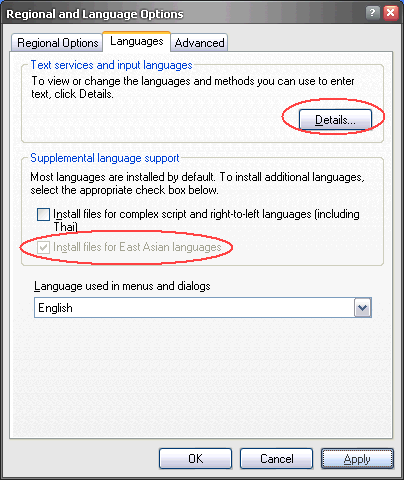 Regional and Language Options
Regional Options
Languages
Advanced
Text services and input languages
To view or change the languages and methods you can use to enter
text, click Details.
Details...
Supplemental language support
Most languages are installed by default. To install additional languages,
select the appropriate check box below.
Install files for complex script and right-to-left languages (including
Thai)
Install files for East Asian languages
Language used in menus and dialogs
English
OK
Cancel
Apply